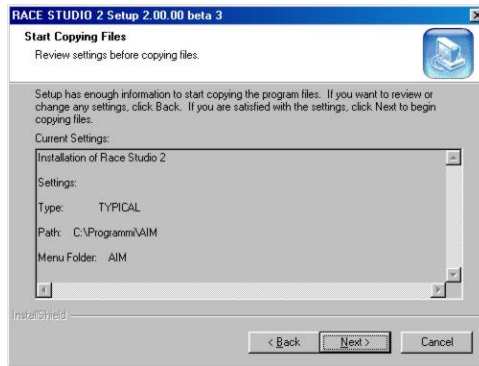 RACE STUDIO 2 Setup 2.00.00 beta 3
Start Copying Files
Review settings before copying files.
Setup has enough information to start copying the program files. If you want to review or
change any settings, click Back. If you are satisfied with the settings, click Next to begin
copying files.
Current Settings:
Installation of Race Studio 2
Settings:
Type: TYPICAL
Path: C:\Programmi\AIM
Menu Folder: AIM
InstallShield
< Back
Next >
Cancel